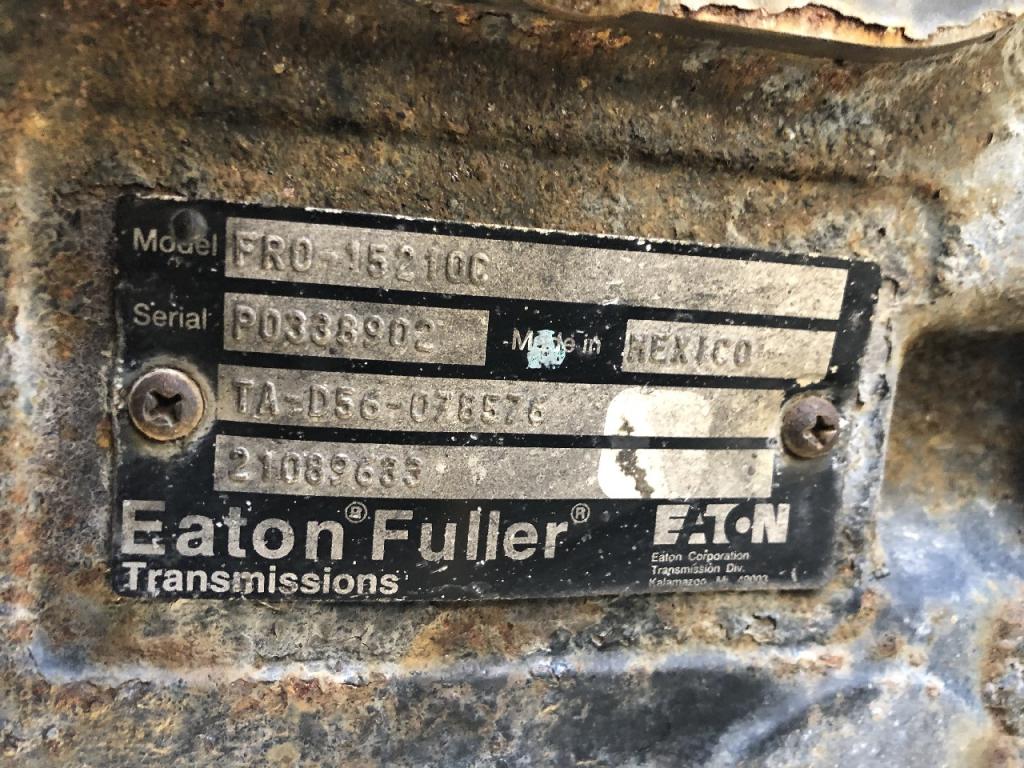 Model FRO-15210C
Serial P0338902 Made in MEXICO
TA-D56-078576
21089633
Eaton® Fuller®
Transmissions
EATON
Eaton Corporation
Transmission Div.
Kalamazoo, MI 49003